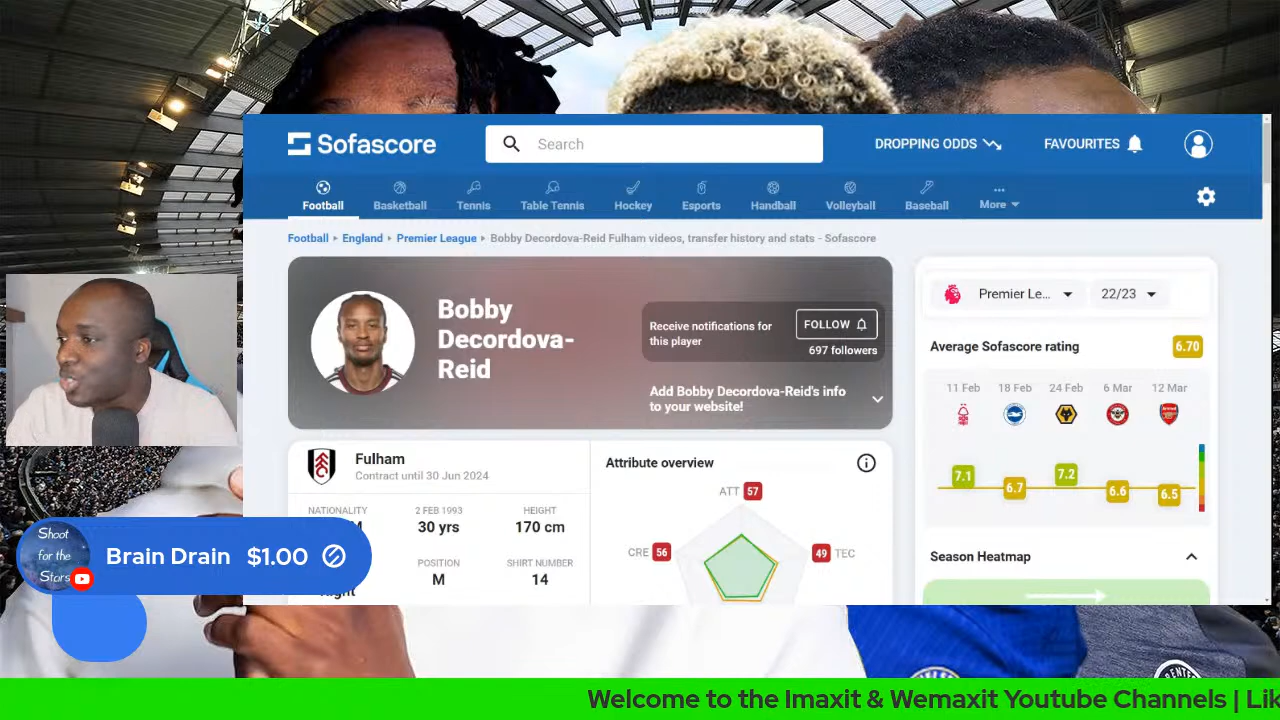 Sofascore
Search
DROPPING ODDS
FAVOURITES
Football
Basketball
Tennis
Table Tennis
Hockey
Esports
Handball
Volleyball
Baseball
More
Football
England
Premier League
Bobby Decordova-Reid Fulham videos, transfer history and stats - Sofascore
Bobby
Decordova-
Reid
Receive notifications for
this player
FOLLOW
697 followers
Add Bobby Decordova-Reid's info
to your website!
Premier Le...
22/23
Average Sofascore rating
6.70
11 Feb
18 Feb
24 Feb
6 Mar
12 Mar
7.1
6.7
7.2
6.6
6.5
Season Heatmap
Fulham
Contract until 30 Jun 2024
NATIONALITY
2 FEB 1993
30 yrs
HEIGHT
170 cm
POSITION
M
SHIRT NUMBER
14
Attribute overview
ATT 57
CRE 56
49 TEC
Shoot
for the
Stars
Brain Drain $1.00
Welcome to the Imaxit & Wemaxit Youtube Channels | Lik